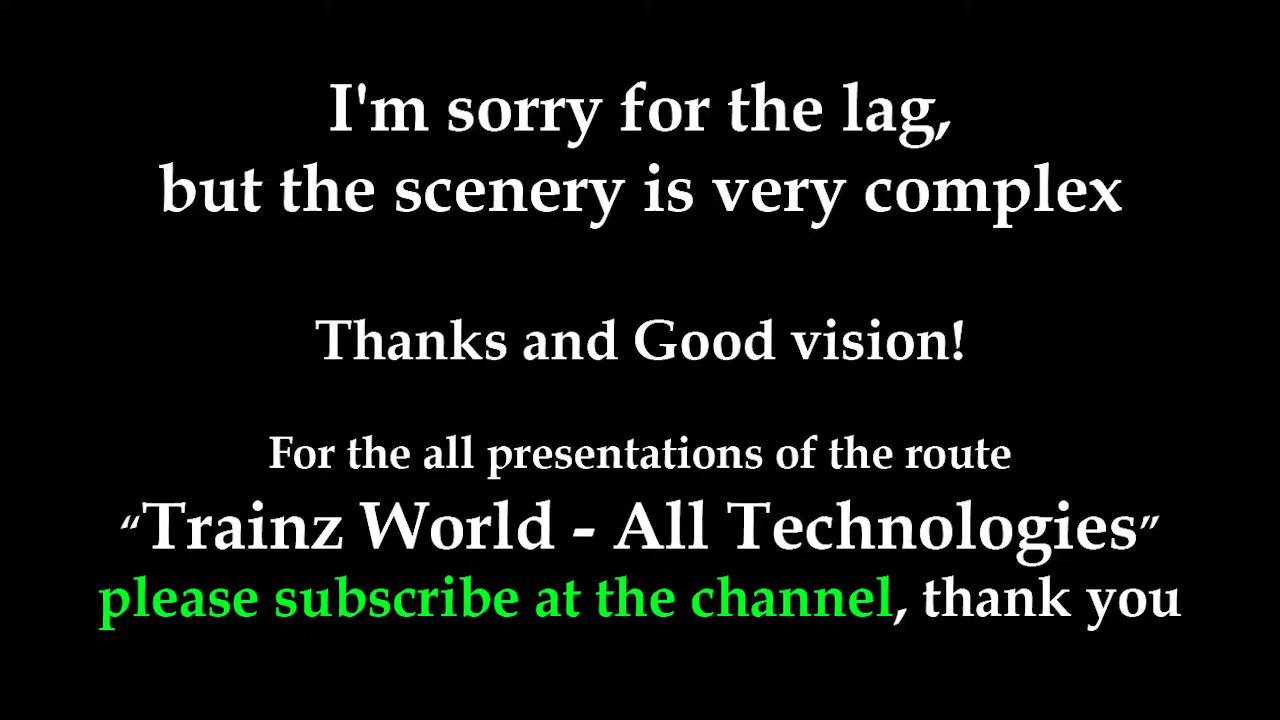 I'm sorry for the lag,
but the scenery is very complex
Thanks and Good vision!
For the all presentations of the route
“Trainz World - All Technologies”
please subscribe at the channel, thank you